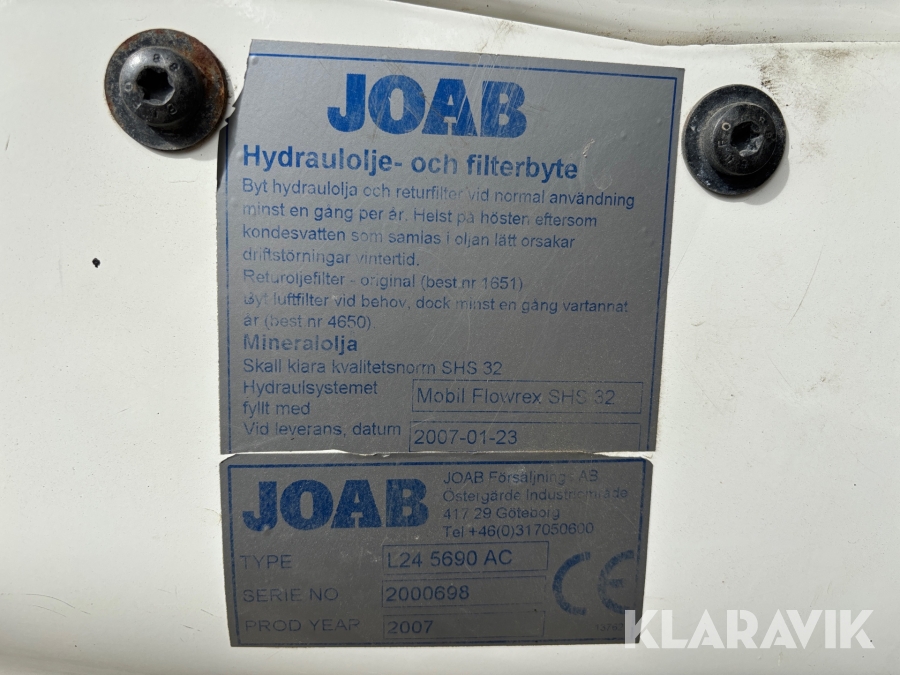 JOAB
Hydraulolje- och filterbyte
Byt hydraulolja och returfilter vid normal användning
minst en gång per år. Helst på hösten eftersom
kondesvatten som samlas i oljan lätt orsakar
driftstörningar vintertid.
Returoljefilter - original (best nr 1651)
Byt luftfilter vid behov, dock minst en gång vartannat
år (best nr 4650)
Mineralolja
Skall klara kvalitetsnorm SHS 32
Hydraulsystemet
fyllt med
Mobil Flowrex SHS 32
Vid leverans, datum
2007-01-23
JOAB
JOAB Försäljnings AB
Östergärde Industriområde
417 29 Göteborg
Tel +46(0)317050600
TYPE L24 5690 AC
SERIE NO 2000698
PROD YEAR 2007
CE
KLARAVIK